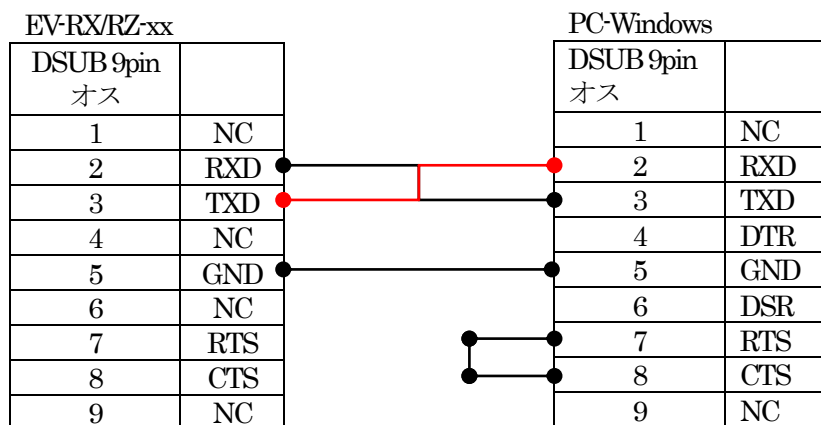 EV-RX/RZ-xx
DSUB 9pin
オス
1 NC
2 RXD
3 TXD
4 NC
5 GND
6 NC
7 RTS
8 CTS
9 NC
PC-Windows
DSUB 9pin
オス
1 NC
2 RXD
3 TXD
4 DTR
5 GND
6 DSR
7 RTS
8 CTS
9 NC